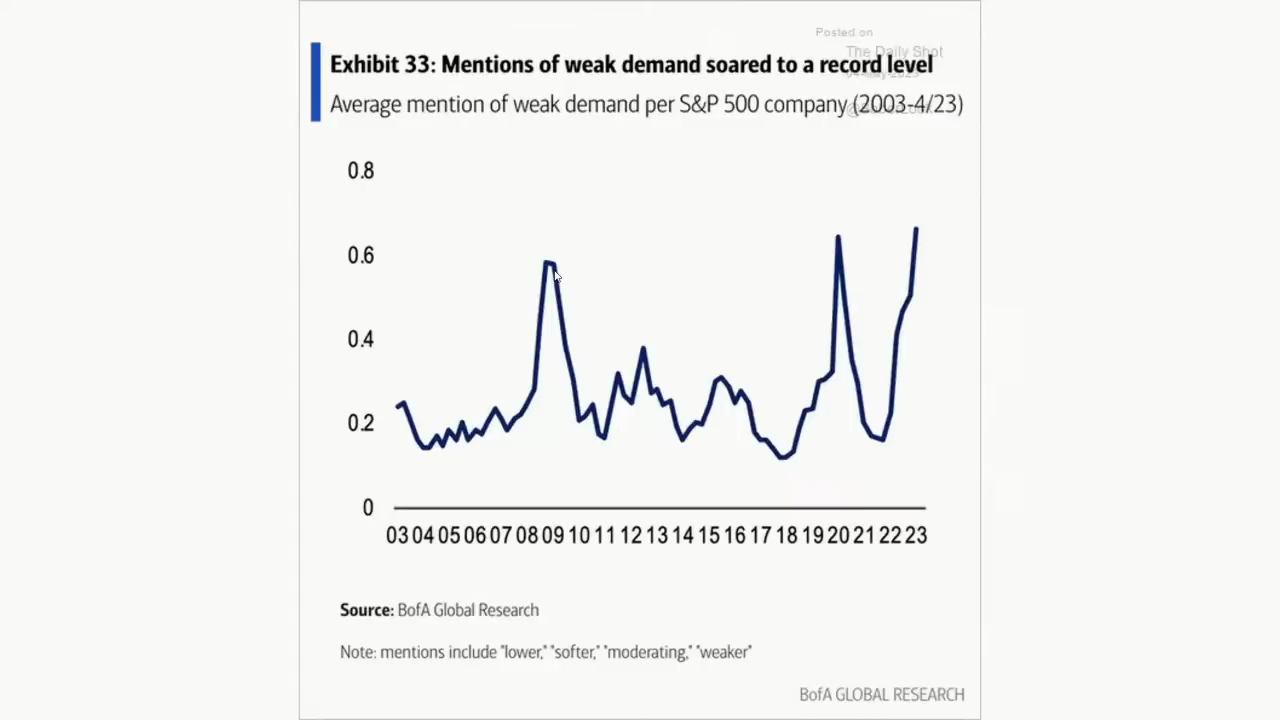 Posted on
The Daily Shot
Exhibit 33: Mentions of weak demand soared to a record level
Average mention of weak demand per S&P 500 company (2003-4/23)
0.8
0.6
0.4
0.2
0
03 04 05 06 07 08 09 10 11 12 13 14 15 16 17 18 19 20 21 22 23
Source: BofA Global Research
Note: mentions include "lower," "softer," "moderating," "weaker"
BofA GLOBAL RESEARCH